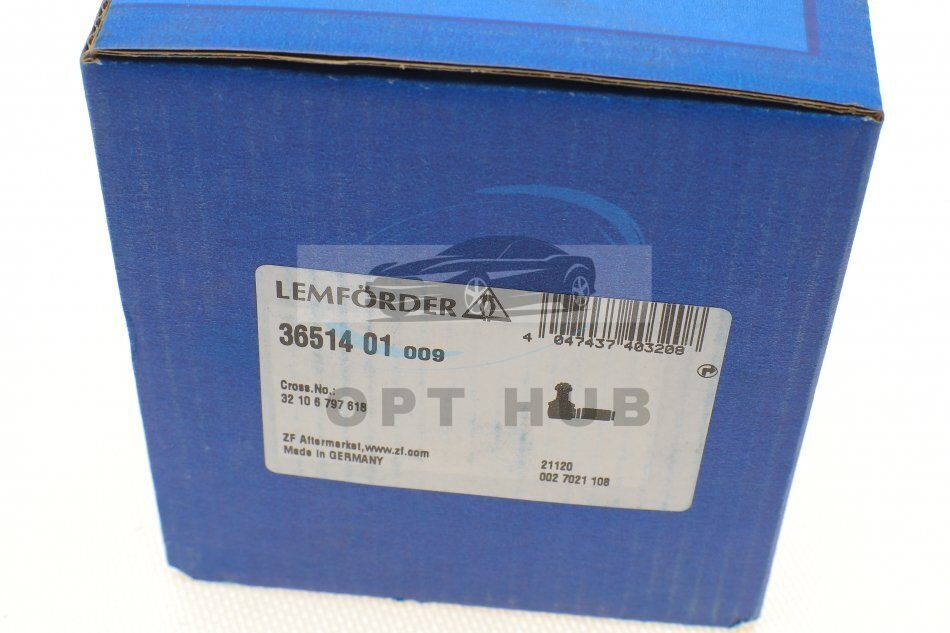 LEMFÖRDER
36514 01 009
4 047437 403208
Cross.No.:
32 10 6 797 618
OPT HUB
ZF Aftermarket,www.zf.com
Made in GERMANY
21120
002 7021 108